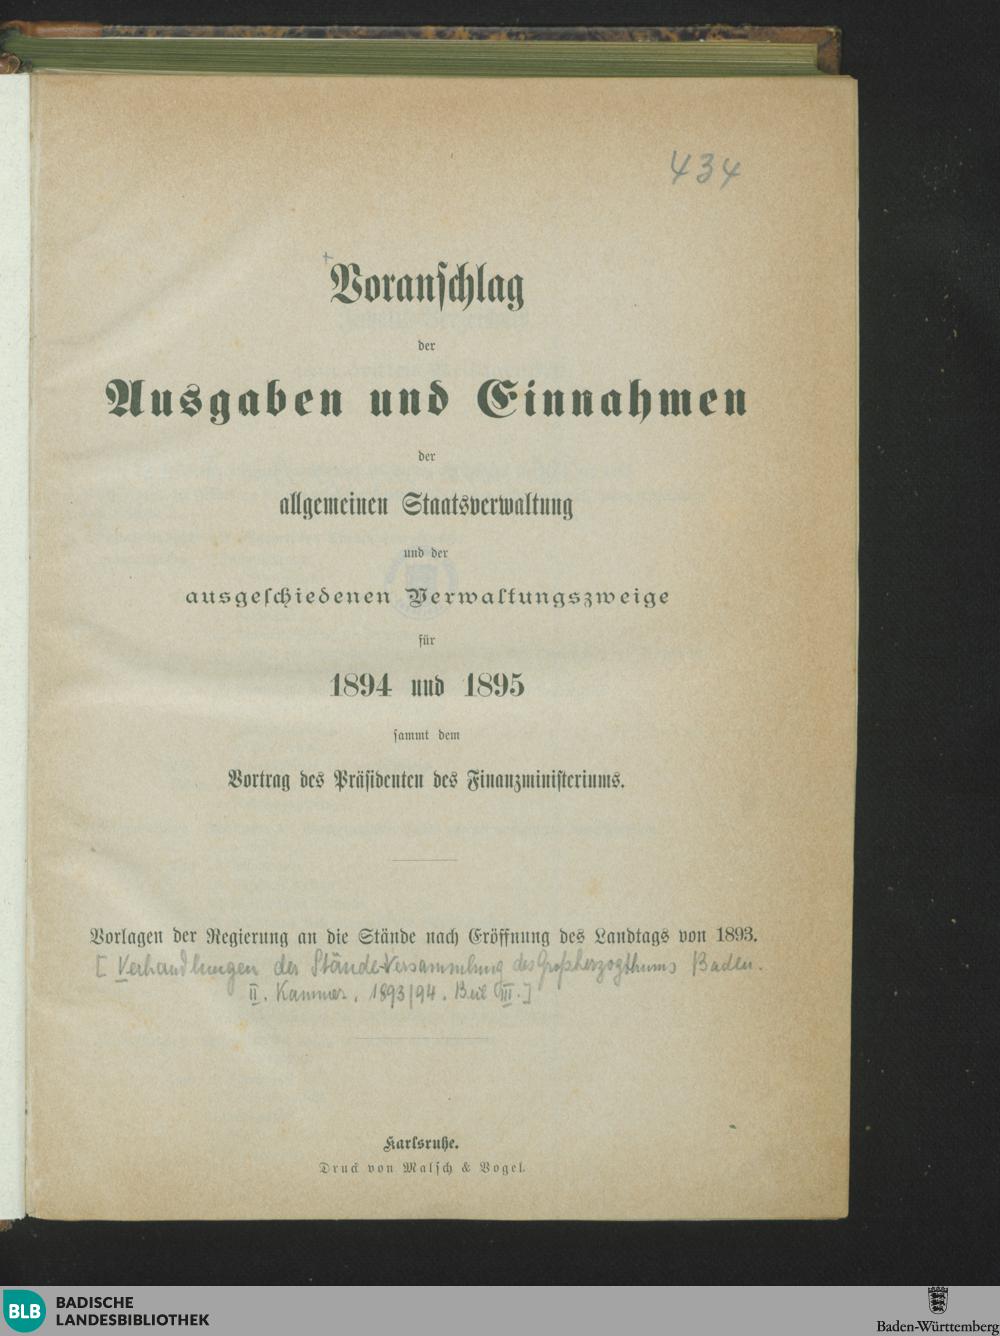 434
Voranschlag
der
Ausgaben und Einnahmen
der
allgemeinen Staatsverwaltung
und der
ausgeschiedenen Verwaltungszweige
für
1894 und 1895
sammt dem
Vortrag des Präsidenten des Finanzministeriums.
Vorlagen der Regierung an die Stände nach Eröffnung des Landtags von 1893.
[Verhandlungen der Stände-Versammlung des Großherzogthums Baden.
II. Kammer. 1893/94. Beil III.]
Karlsruhe.
Druck von Malsch & Vogel.
BLB BADISCHE
LANDESBIBLIOTHEK
Baden-Württemberg